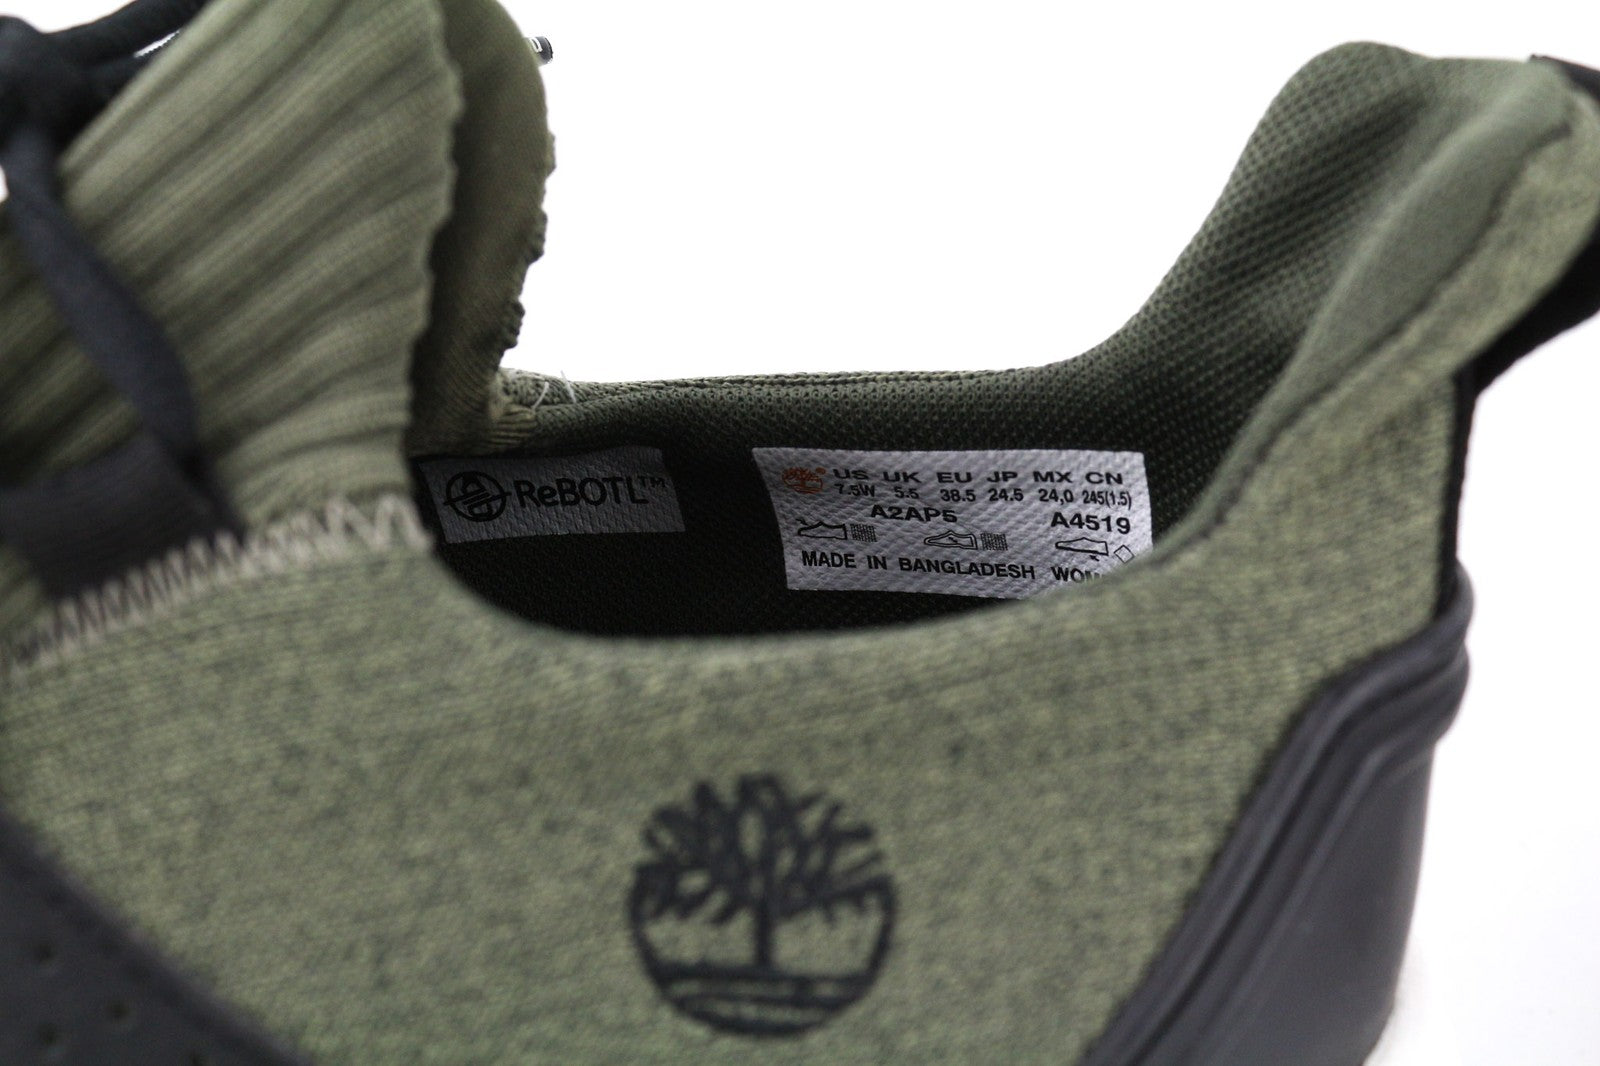 ReBOTL™
US UK EU JP MX CN
7.5W 5.5 38.5 24.5 24,0 245(1.5)
A2AP5 A4519
MADE IN BANGLADESH